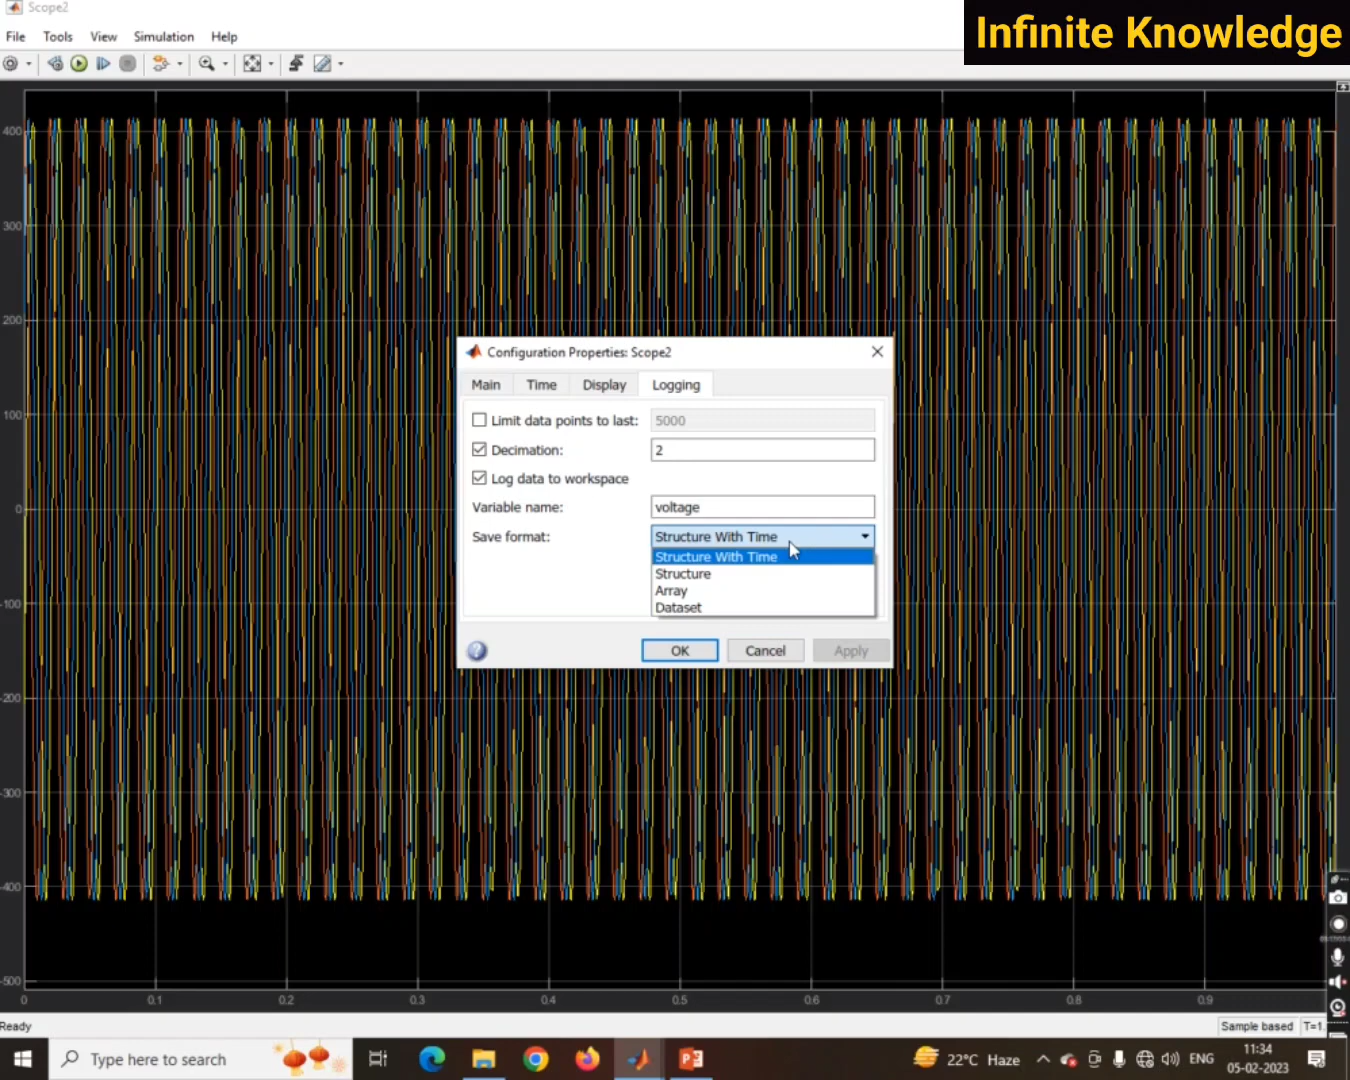 Scope2
Infinite Knowledge
File Tools View Simulation Help
400
300
200
100
0
-100
-200
-300
-400
-500
0 0.1 0.2 0.3 0.4 0.5 0.6 0.7 0.8 0.9
Configuration Properties: Scope2
Main Time Display Logging
Limit data points to last: 5000
Decimation: 2
Log data to workspace
Variable name: voltage
Save format: Structure With Time
Structure With Time
Structure
Array
Dataset
OK Cancel Apply
Ready
Sample based T=1.
Type here to search
22°C Haze
ENG
11:34
05-02-2023